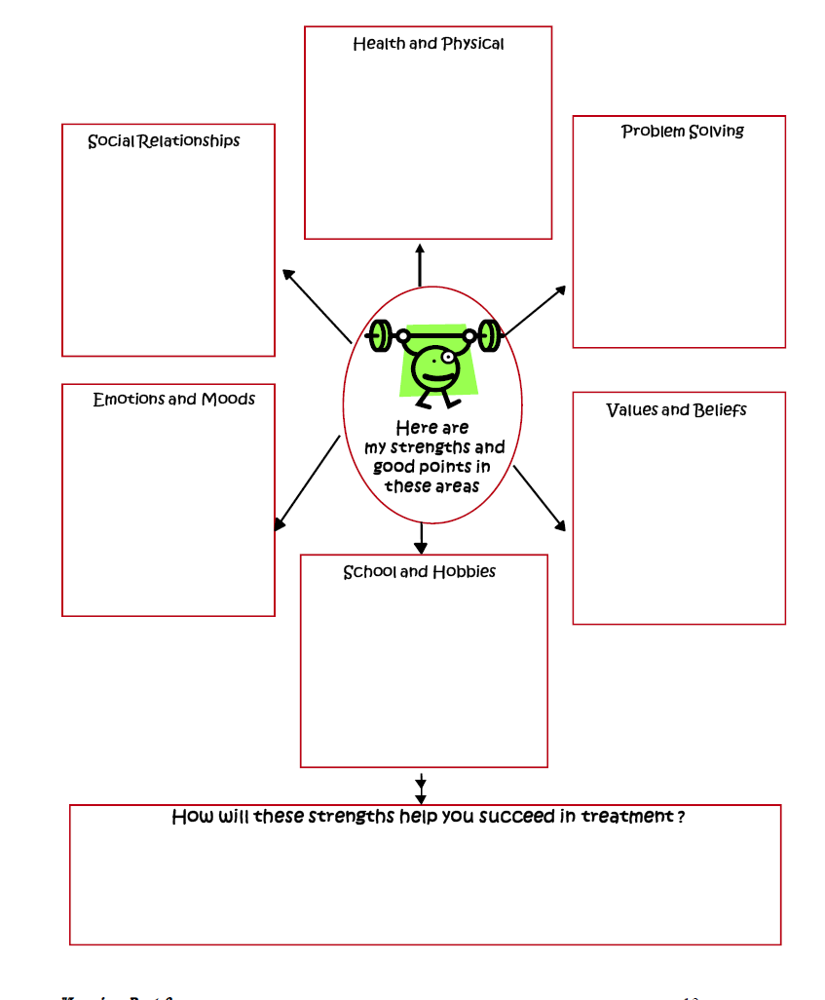 Health and Physical
Social Relationships
Problem Solving
Here are
my strengths and
good points in
these areas
Emotions and Moods
Values and Beliefs
School and Hobbies
How will these strengths help you succeed in treatment ?